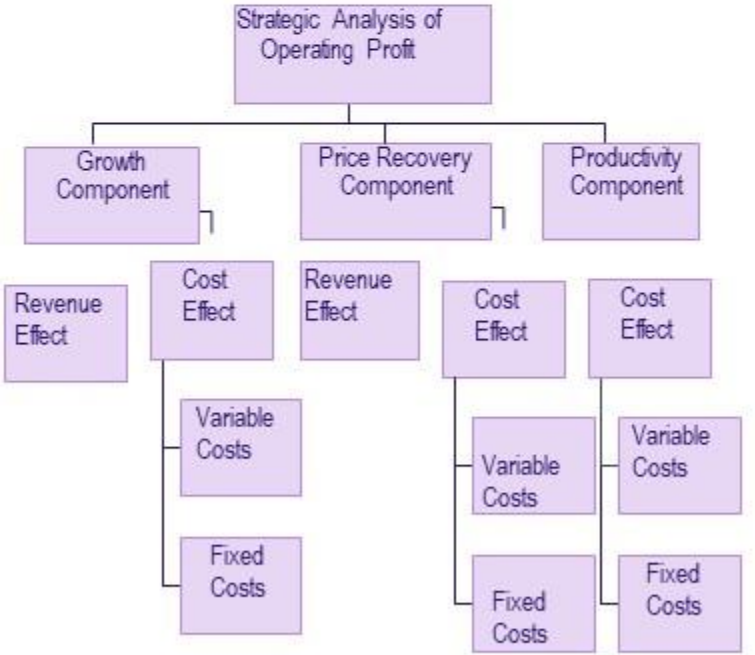 Strategic Analysis of
Operating Profit
Growth
Component
Price Recovery
Component
Productivity
Component
Revenue
Effect
Cost
Effect
Revenue
Effect
Cost
Effect
Cost
Effect
Variable
Costs
Variable
Costs
Variable
Costs
Fixed
Costs
Fixed
Costs
Fixed
Costs